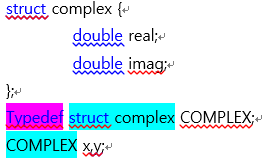 struct complex {
double real;
double imag;
};
Typedef struct complex COMPLEX;
COMPLEX x,y;